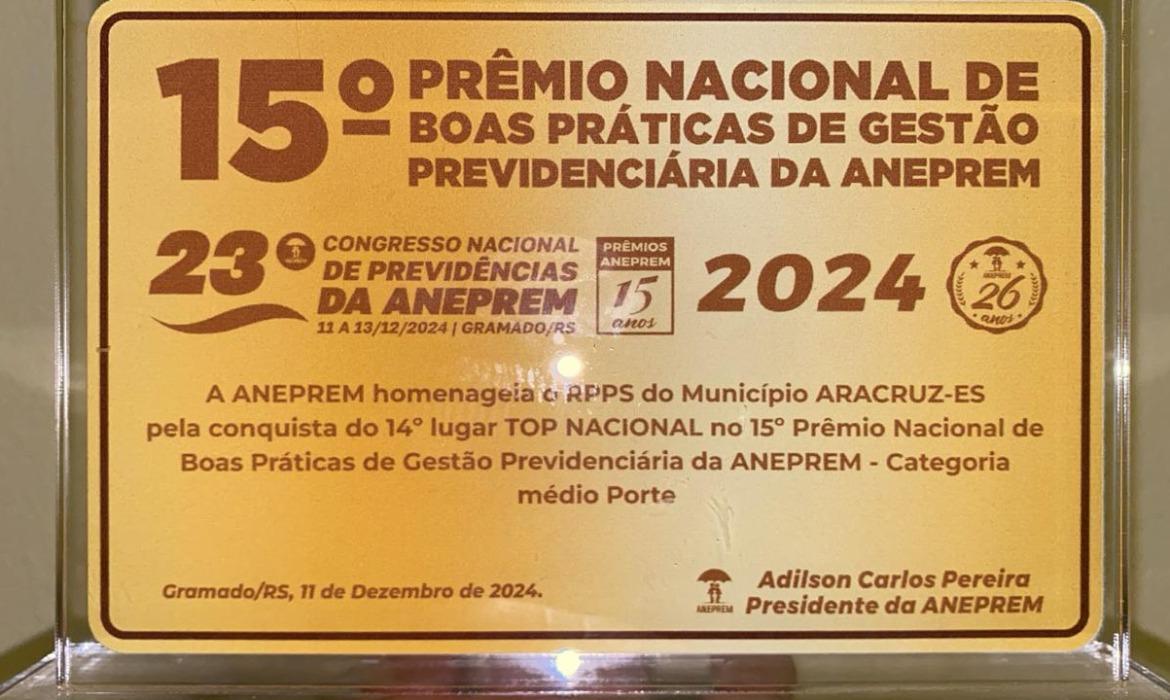 15º PRÊMIO NACIONAL DE
BOAS PRÁTICAS DE GESTÃO
PREVIDENCIÁRIA DA ANEPREM
23º CONGRESSO NACIONAL
DE PREVIDÊNCIAS
DA ANEPREM
11 A 13/12/2024 | GRAMADO/RS
PRÊMIOS
ANEPREM
15
anos
2024
ANEPREM
26
anos
A ANEPREM homenageia o RPPS do Município ARACRUZ-ES
pela conquista do 14º lugar TOP NACIONAL no 15º Prêmio Nacional de
Boas Práticas de Gestão Previdenciária da ANEPREM - Categoria
médio Porte
Gramado/RS, 11 de Dezembro de 2024.
ANEPREM
Adilson Carlos Pereira
Presidente da ANEPREM